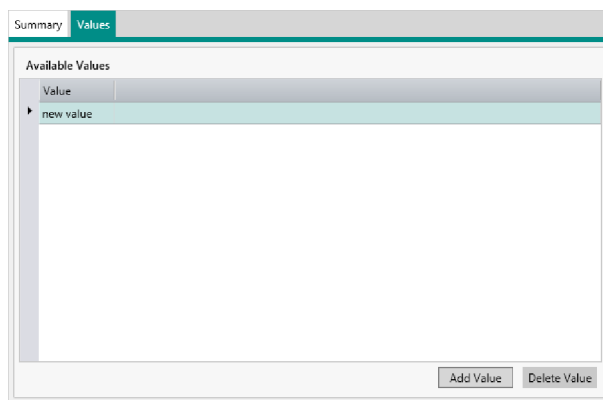 Summary Values
Available Values
Value
new value
Add Value Delete Value